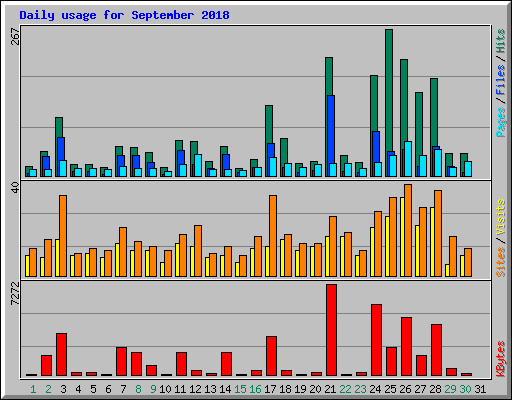 Daily usage for September 2018
267
Pages / Files / Hits
40
Sites / Visits
7272
KBytes
1 2 3 4 5 6 7 8 9 10 11 12 13 14 15 16 17 18 19 20 21 22 23 24 25 26 27 28 29 30 31